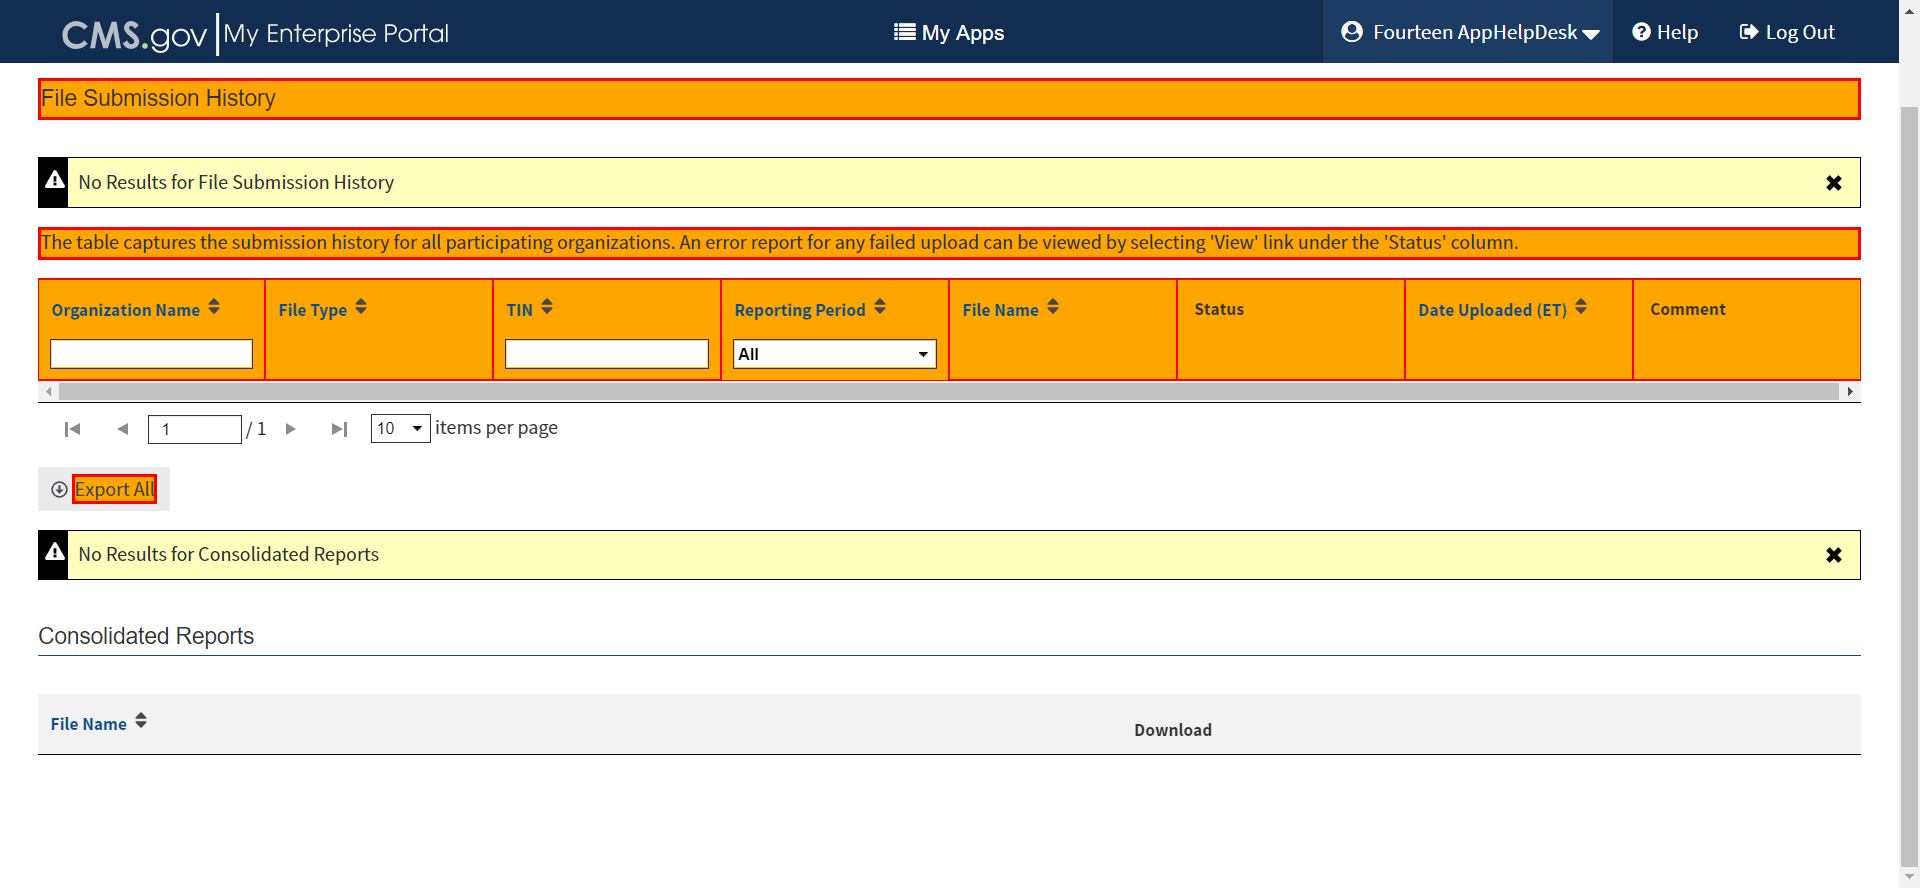 CMS.gov My Enterprise Portal My Apps Fourteen AppHelpDesk Help Log Out
File Submission History
No Results for File Submission History
The table captures the submission history for all participating organizations. An error report for any failed upload can be viewed by selecting 'View' link under the 'Status' column.
Organization Name File Type TIN Reporting Period File Name Status Date Uploaded (ET) Comment
All
1 / 1 10 items per page
Export All
No Results for Consolidated Reports
Consolidated Reports
File Name Download